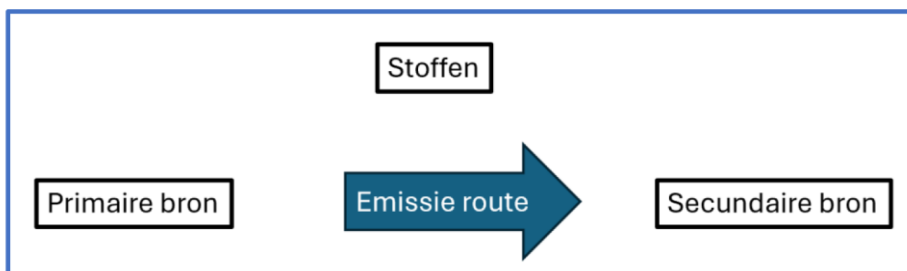 Stoffen
Primaire bron
Emissie route
Secundaire bron